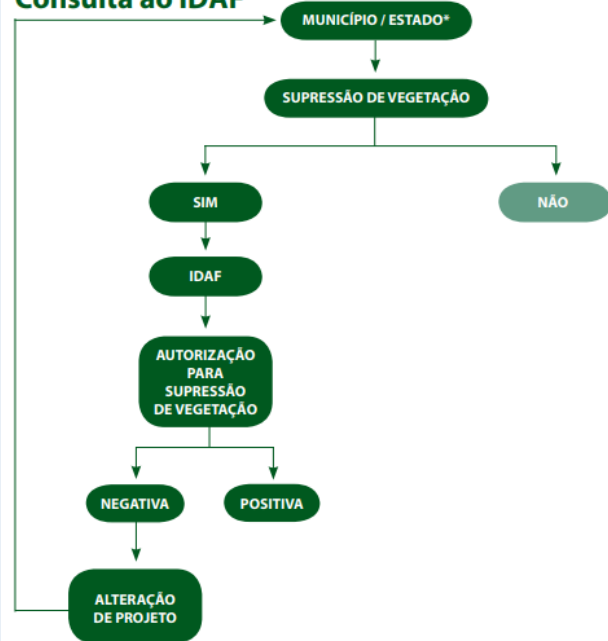 Consulta ao IDAF
MUNICÍPIO / ESTADO*
SUPRESSÃO DE VEGETAÇÃO
SIM
NÃO
IDAF
AUTORIZAÇÃO
PARA
SUPRESSÃO
DE VEGETAÇÃO
NEGATIVA
POSITIVA
ALTERAÇÃO
DE PROJETO